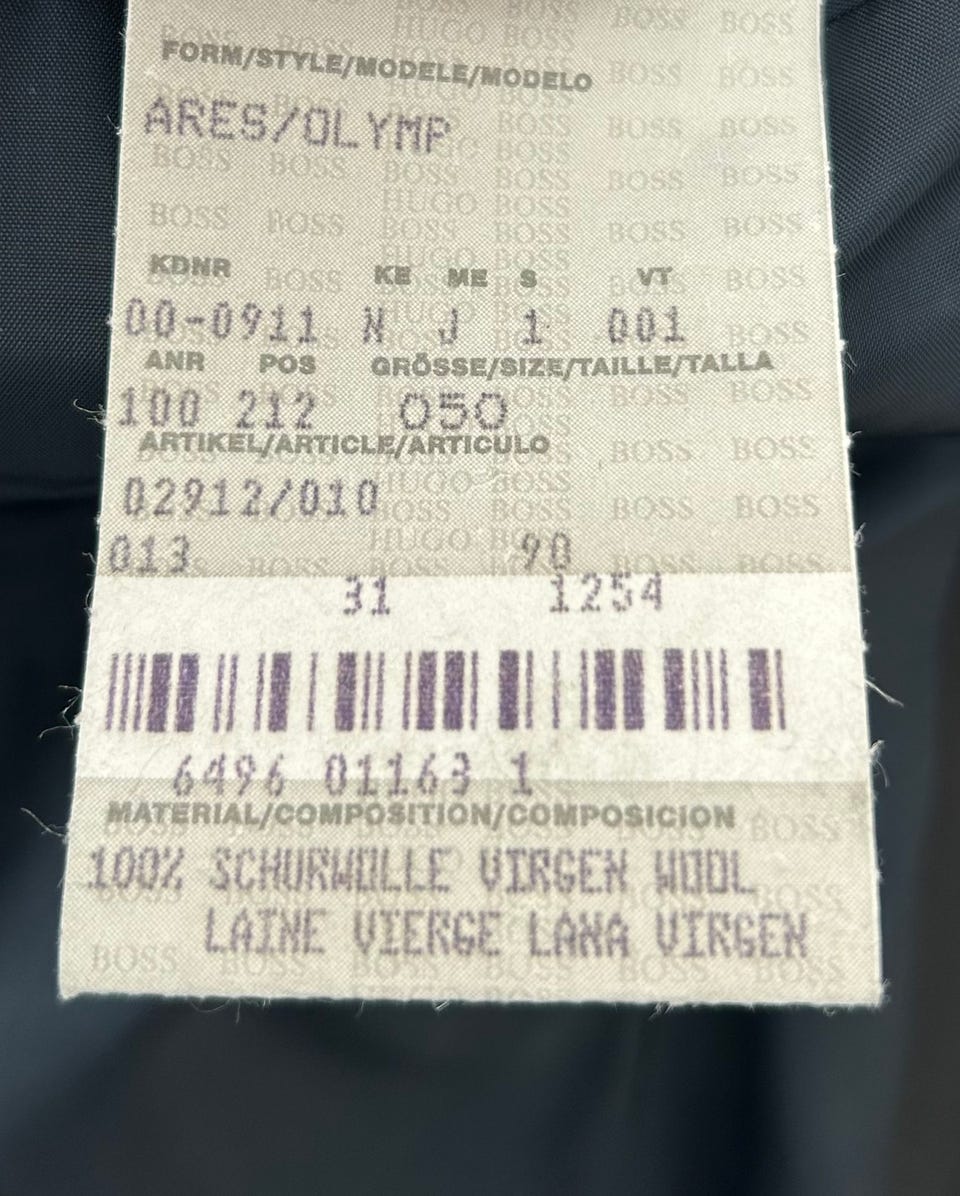 FORM/STYLE/MODELE/MODELO
ARES/OLYMP
KDNR KE ME S VT
00-0911 N J 1 001
ANR POS GRÖSSE/SIZE/TAILLE/TALLA
100 212 050
ARTIKEL/ARTICLE/ARTICULO
02912/010
013 90
31 1254
6496 01163 1
MATERIAL/COMPOSITION/COMPOSICION
100% SCHURWOLLE VIRGEN WOOL
LAINE VIERGE LANA VIRGEN
HUGO BOSS